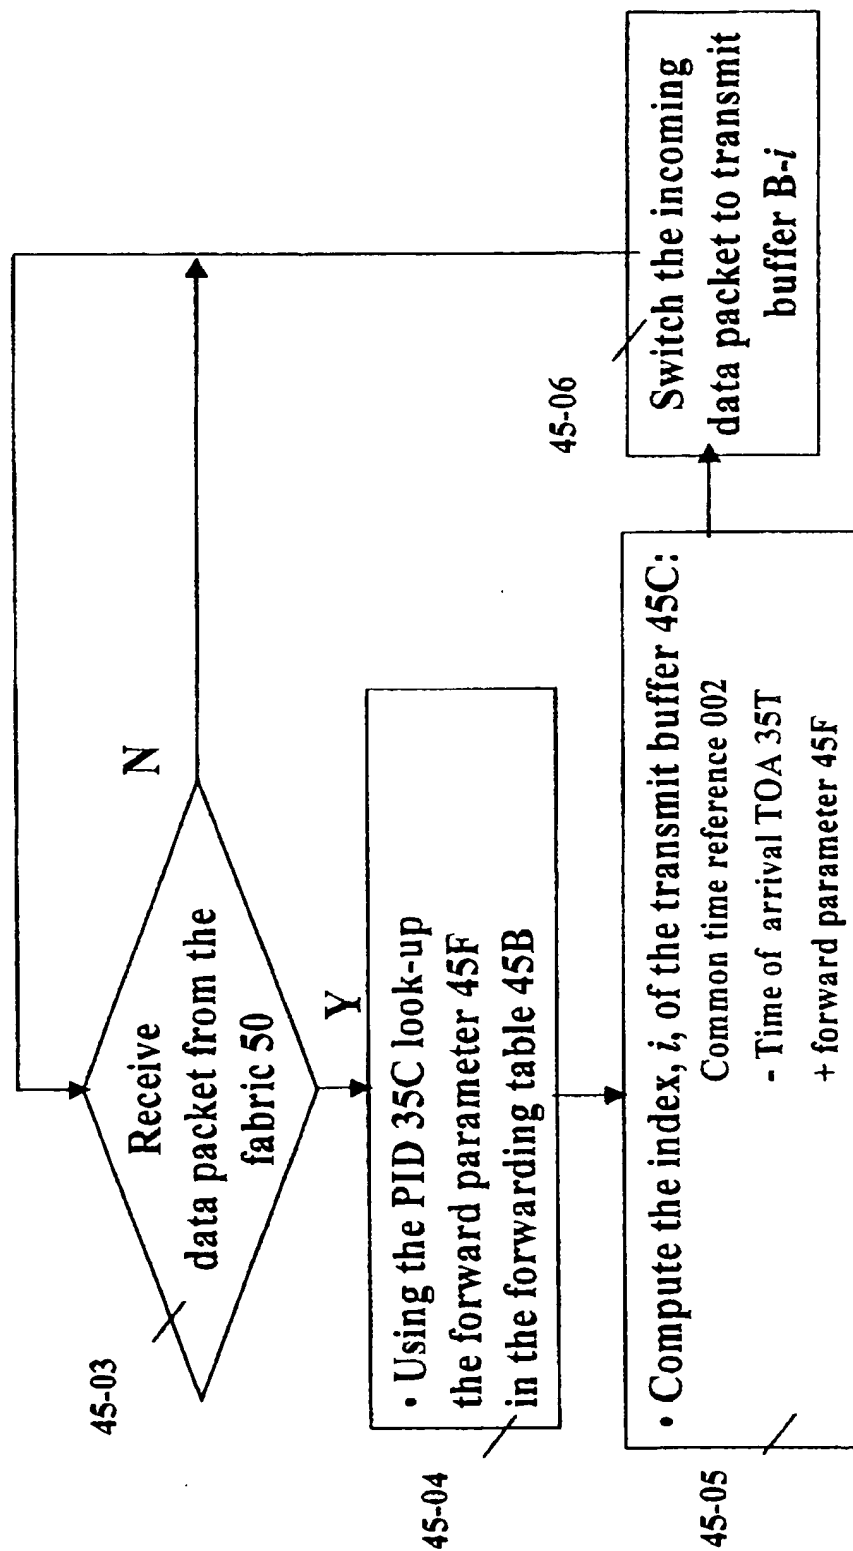 45-03
Receive
data packet from the
fabric 50
N
Y
45-04
• Using the PID 35C look-up
the forward parameter 45F
in the forwarding table 45B
45-05
• Compute the index, i, of the transmit buffer 45C:
Common time reference 002
- Time of arrival TOA 35T
+ forward parameter 45F
45-06
Switch the incoming
data packet to transmit
buffer B-i